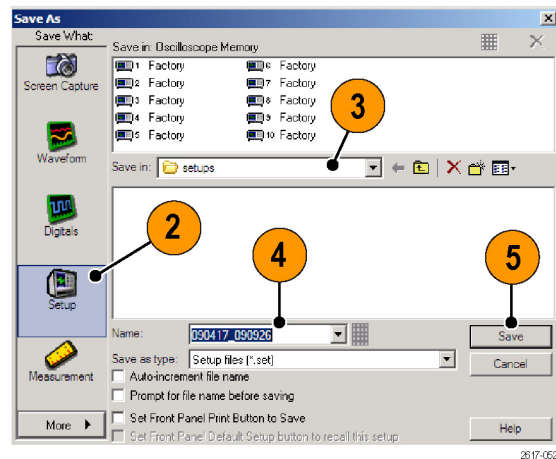 Save As
Save What:
Save in: Oscilloscope Memory
1 Factory
2 Factory
3 Factory
4 Factory
5 Factory
6 Factory
7 Factory
8 Factory
9 Factory
10 Factory
Screen Capture
Waveform
Digitals
Setup
Measurement
More
3
Save in: setups
2
4
5
Name: 090417_090926
Save
Save as type: Setup files (*.set)
Cancel
Auto-increment file name
Prompt for file name before saving
Set Front Panel Print Button to Save
Set Front Panel Default Setup button to recall this setup
Help
2617-052